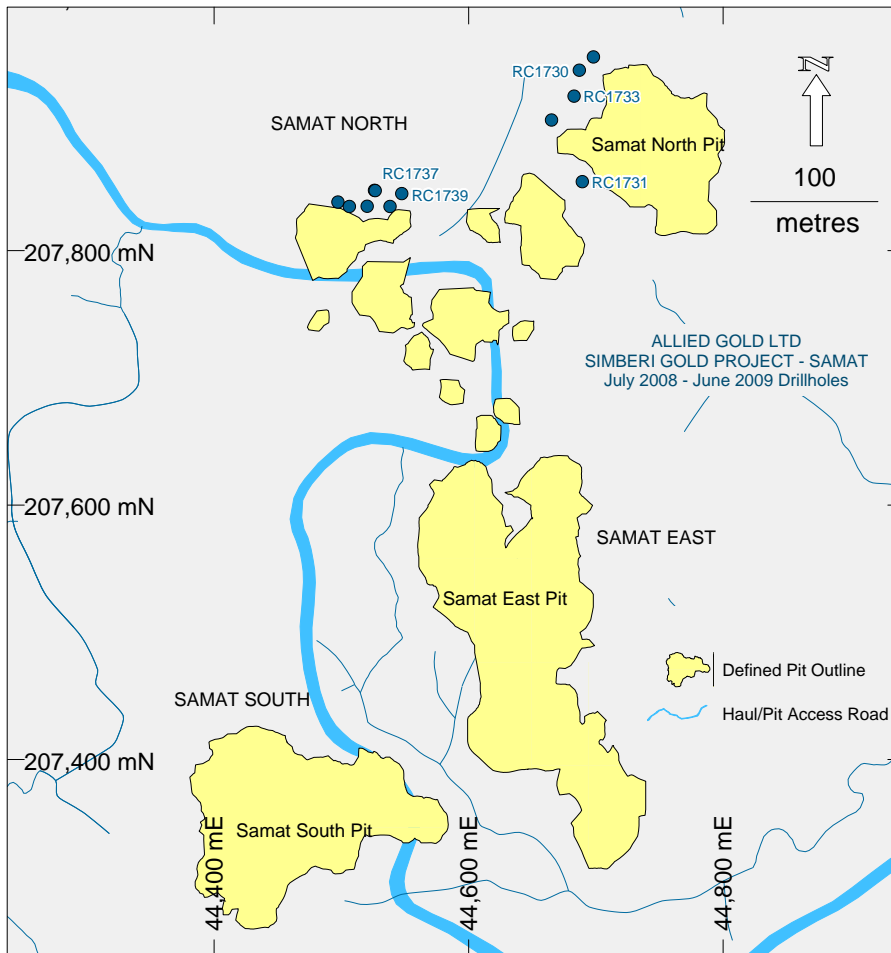 RC1730
N
RC1733
SAMAT NORTH
Samat North Pit
RC1737
100
RC1731
RC1739
metres
207,800 mN
ALLIED GOLD LTD
SIMBERI GOLD PROJECT - SAMAT
July 2008 - June 2009 Drillholes
207,600 mN
SAMAT EAST
Samat East Pit
Defined Pit Outline
SAMAT SOUTH
Haul/Pit Access Road
207,400 mN
Samat South Pit
44,400 mE
44,600 mE
44,800 mE